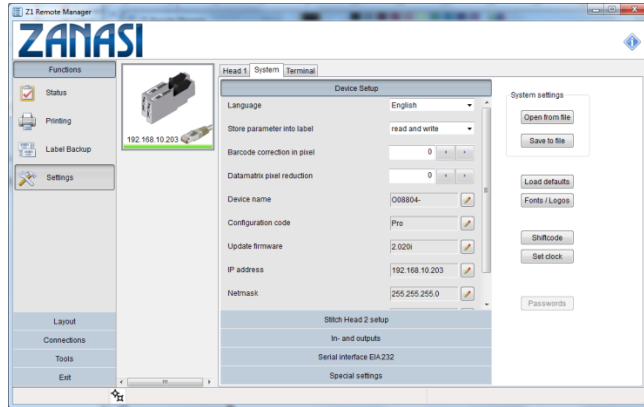 Z1 Remote Manager
ZANASI
Functions
Status
Printing
Label Backup
Settings
Layout
Connections
Tools
Exit
192.168.10.203
Head 1 System Terminal
Device Setup
Language English
Store parameter into label read and write
Barcode correction in pixel 0
Datamatrix pixel reduction 0
Device name O08804-
Configuration code Pro
Update firmware 2.020i
IP address 192.168.10.203
Netmask 255.255.255.0
Stitch Head 2 setup
In- and outputs
Serial interface EIA232
Special settings
System settings
Open from file
Save to file
Load defaults
Fonts / Logos
Shiftcode
Set clock
Passwords